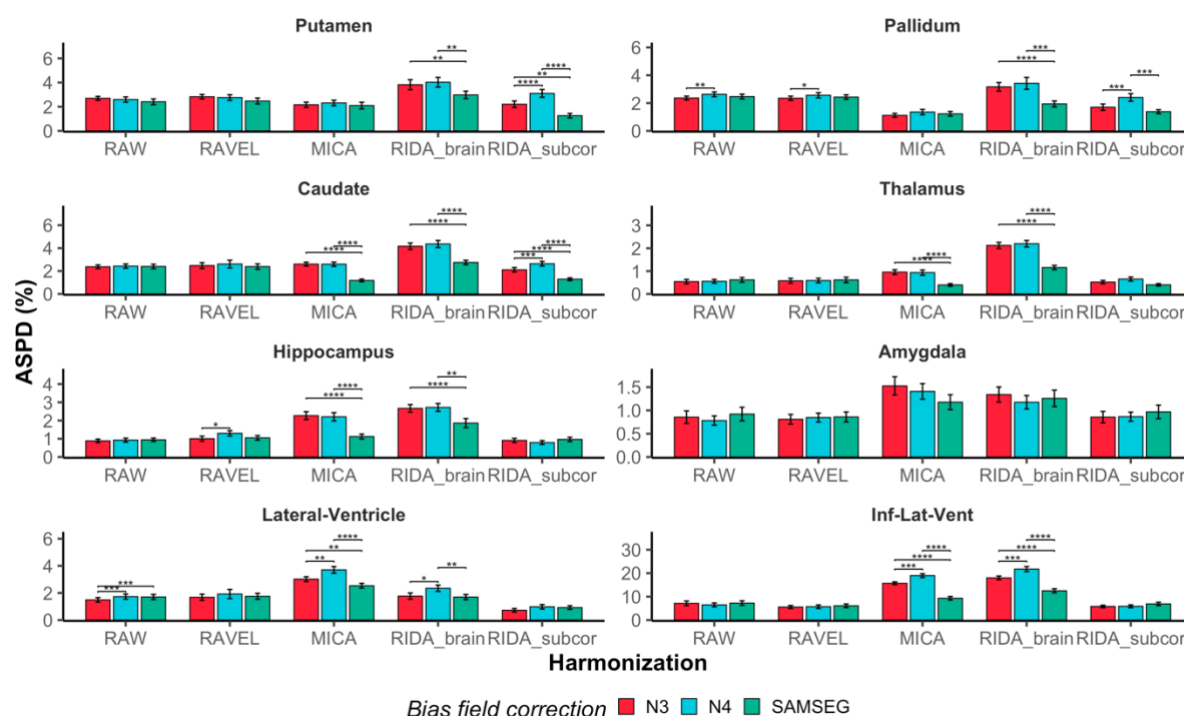 Putamen
Pallidum
6
4
2
0
** ** **** ** ****
RAW RAVEL MICA RIDA_brain RIDA_subcor
6
4
2
0
** * *** **** *** ***
RAW RAVEL MICA RIDA_brain RIDA_subcor
Caudate
Thalamus
6
4
2
0
**** **** **** **** **** **** ***
RAW RAVEL MICA RIDA_brain RIDA_subcor
3
2
1
0
**** **** **** ****
RAW RAVEL MICA RIDA_brain RIDA_subcor
Hippocampus
Amygdala
4
3
2
1
0
* **** **** ** ****
RAW RAVEL MICA RIDA_brain RIDA_subcor
1.5
1.0
0.5
0.0
RAW RAVEL MICA RIDA_brain RIDA_subcor
Lateral-Ventricle
Inf-Lat-Vent
6
4
2
0
*** *** **** ** ** ** *
RAW RAVEL MICA RIDA_brain RIDA_subcor
30
20
10
0
**** **** *** **** **** ***
RAW RAVEL MICA RIDA_brain RIDA_subcor
ASPD (%)
Harmonization
Bias field correction N3 N4 SAMSEG